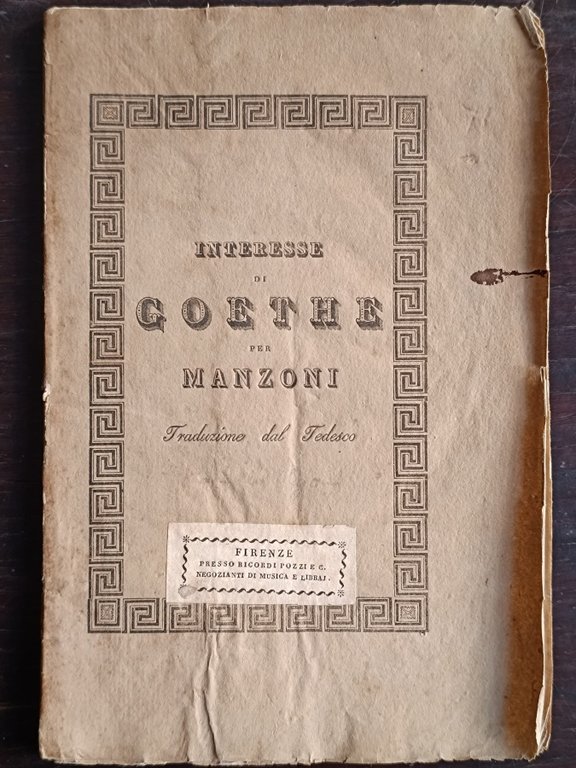 INTERESSE
DI
GOETHE
PER
MANZONI
Traduzione dal Tedesco
FIRENZE
PRESSO RICORDI POZZI E C.
NEGOZIANTI DI MUSICA E LIBRAJ.